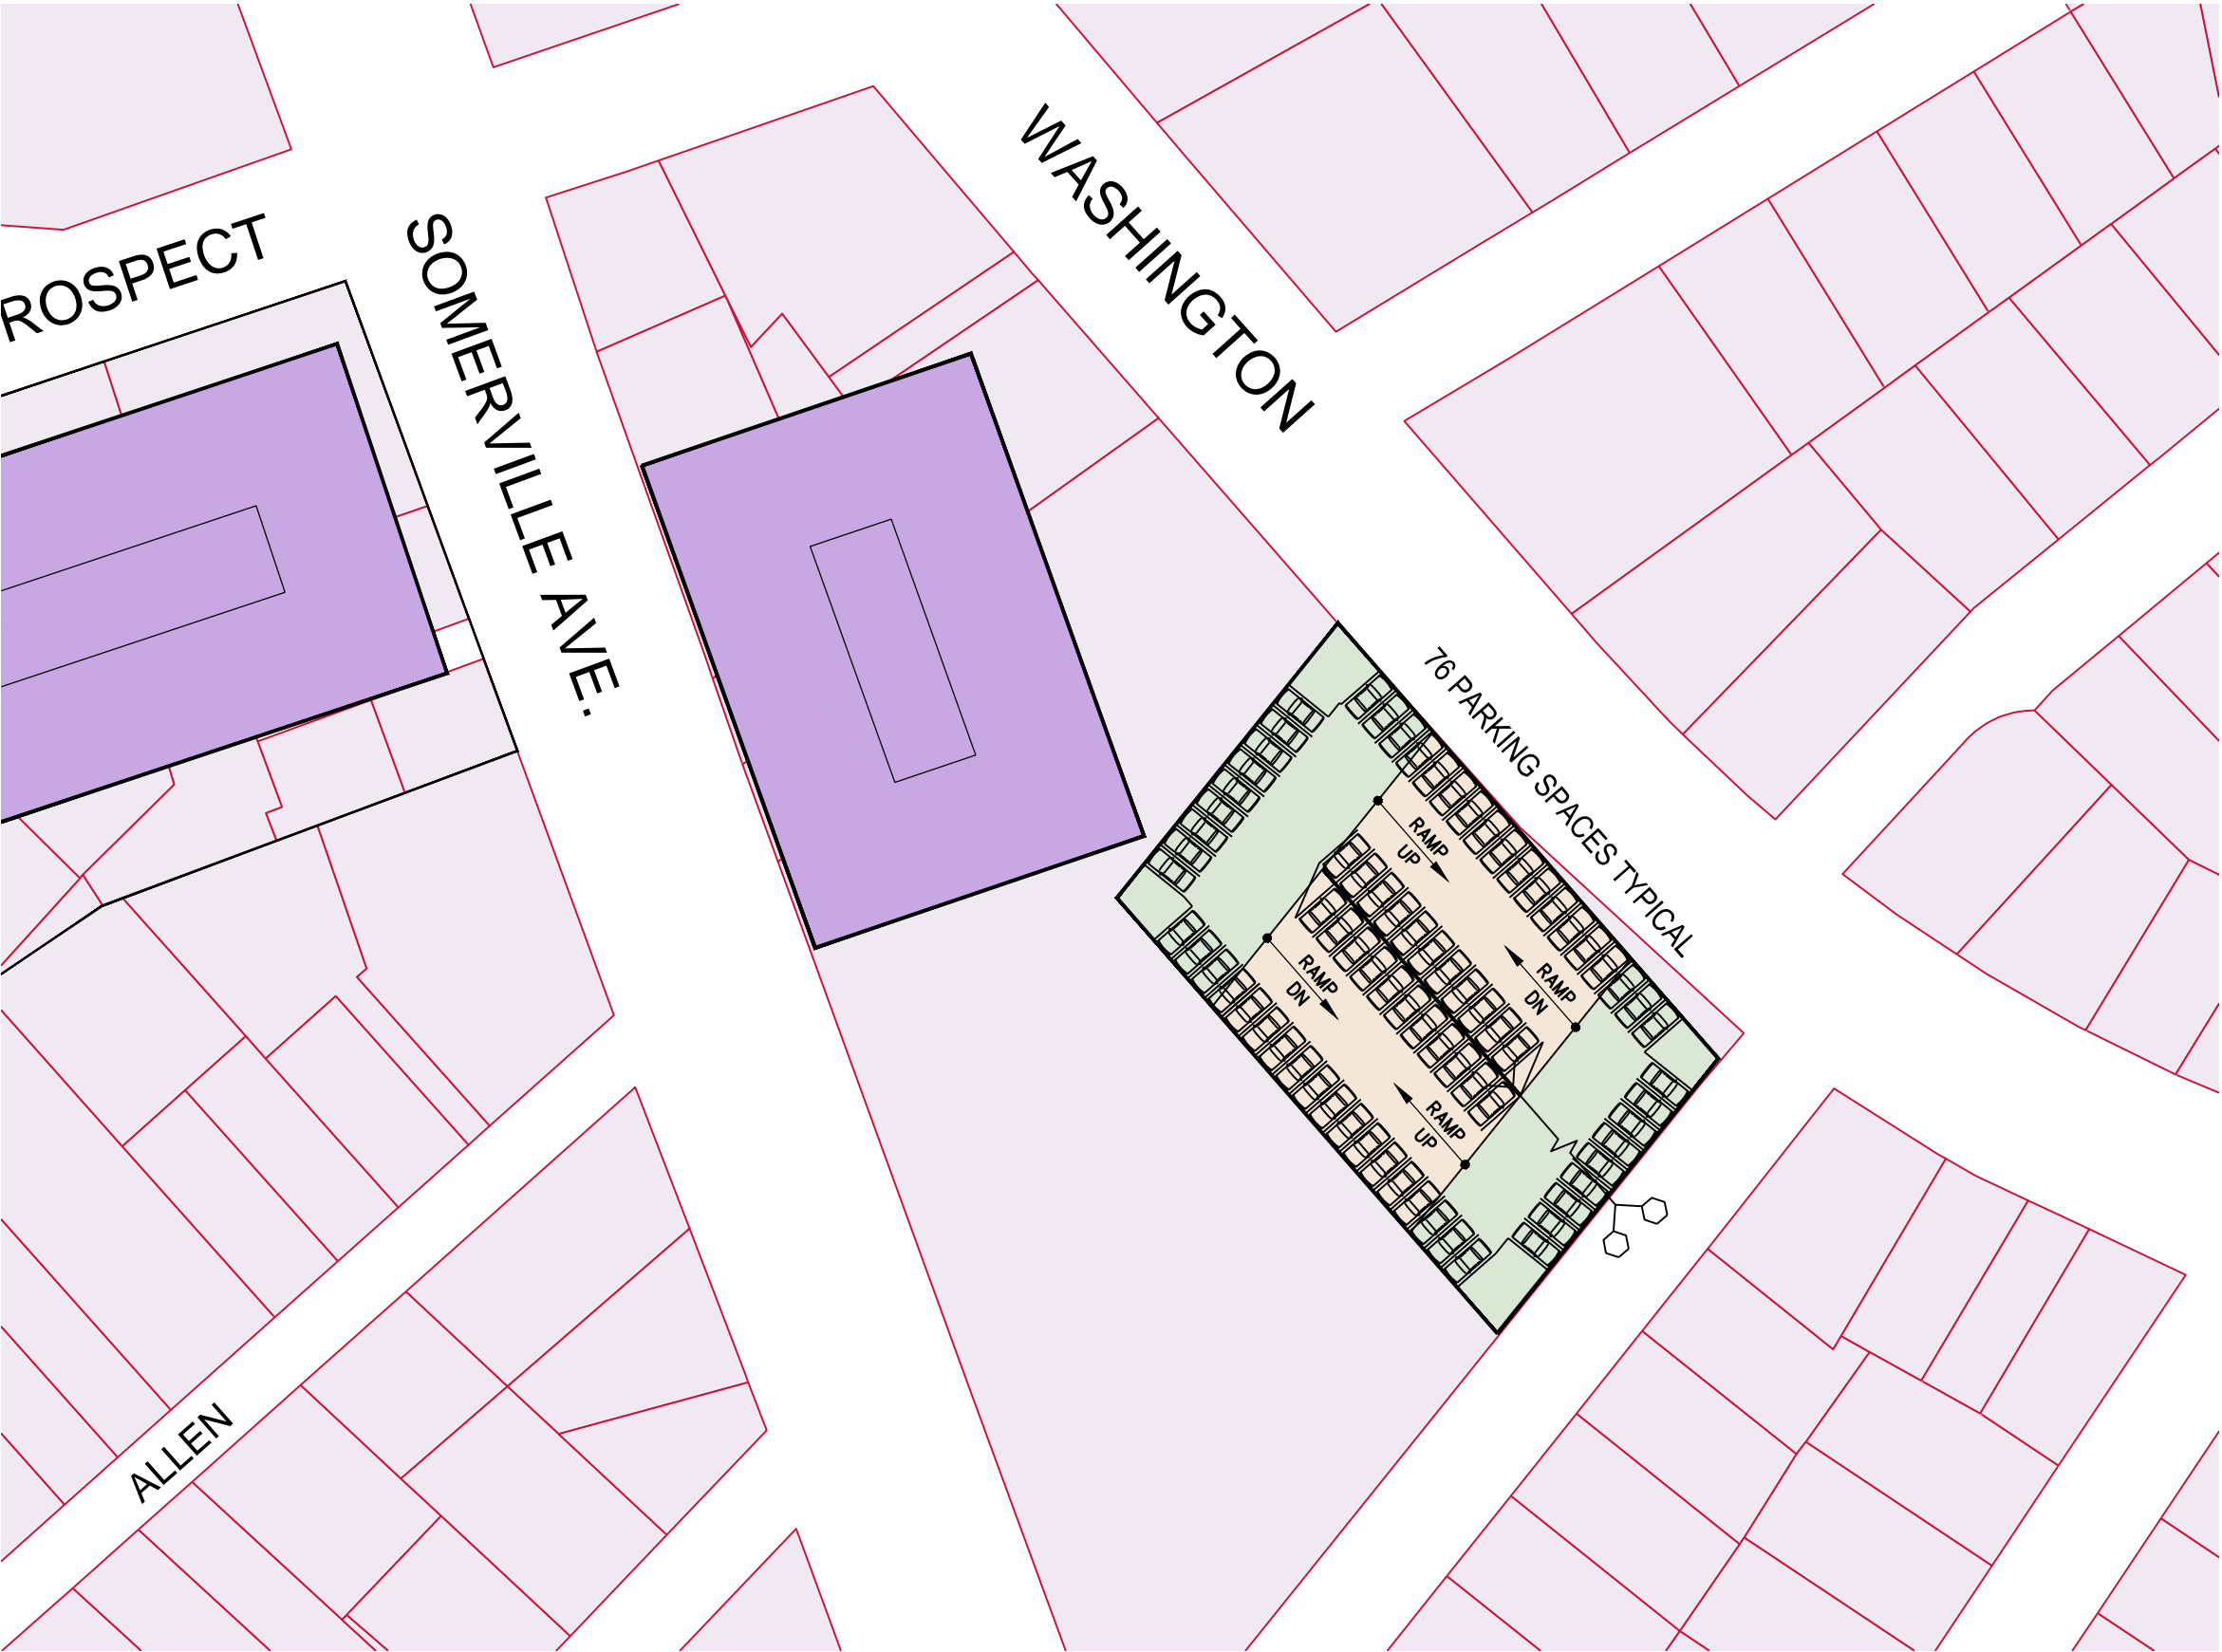 ROSPECT
SOMERVILLE AVE.
WASHINGTON
76 PARKING SPACES TYPICAL
RAMP
UP
RAMP
DN
RAMP
DN
RAMP
UP
ALLEN